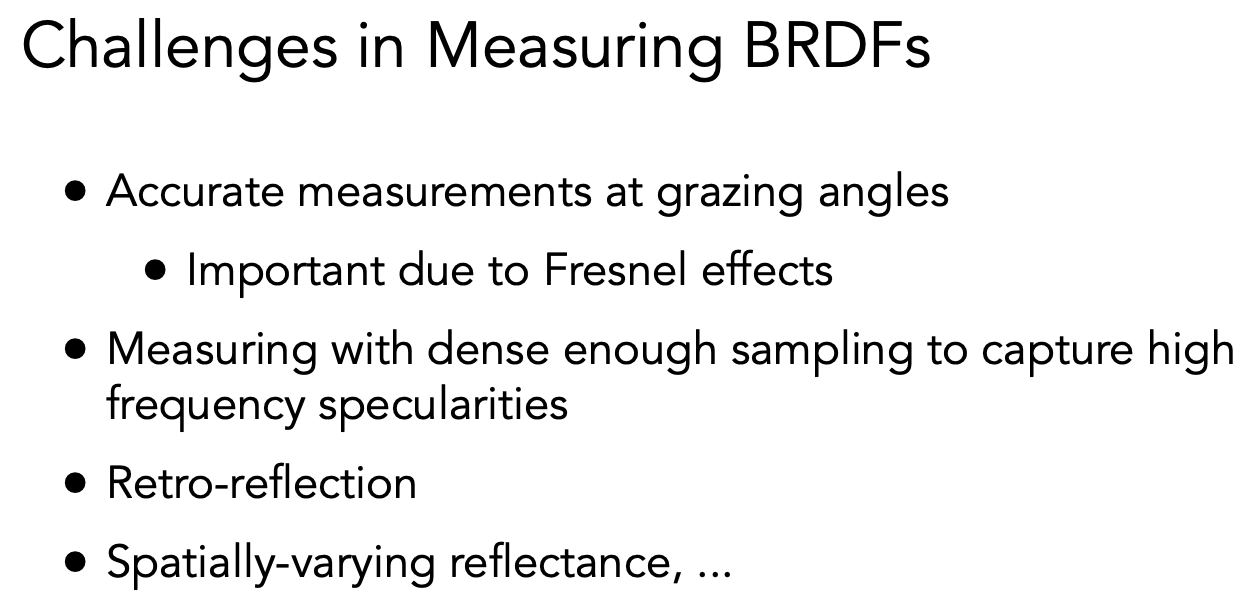 Challenges in Measuring BRDFs
● Accurate measurements at grazing angles
● Important due to Fresnel effects
● Measuring with dense enough sampling to capture high
frequency specularities
● Retro-reflection
● Spatially-varying reflectance, ...